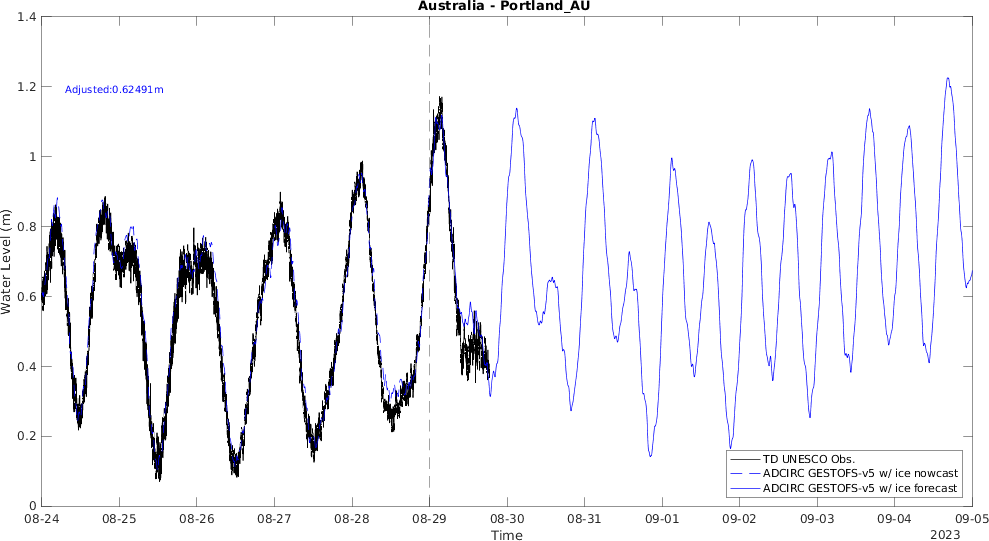 Australia - Portland_AU
1.4
1.2
1
0.8
0.6
0.4
0.2
0
Water Level (m)
Adjusted:0.62491m
TD UNESCO Obs.
ADCIRC GESTOFS-v5 w/ ice nowcast
ADCIRC GESTOFS-v5 w/ ice forecast
08-24 08-25 08-26 08-27 08-28 08-29 08-30 08-31 09-01 09-02 09-03 09-04 09-05
Time
2023